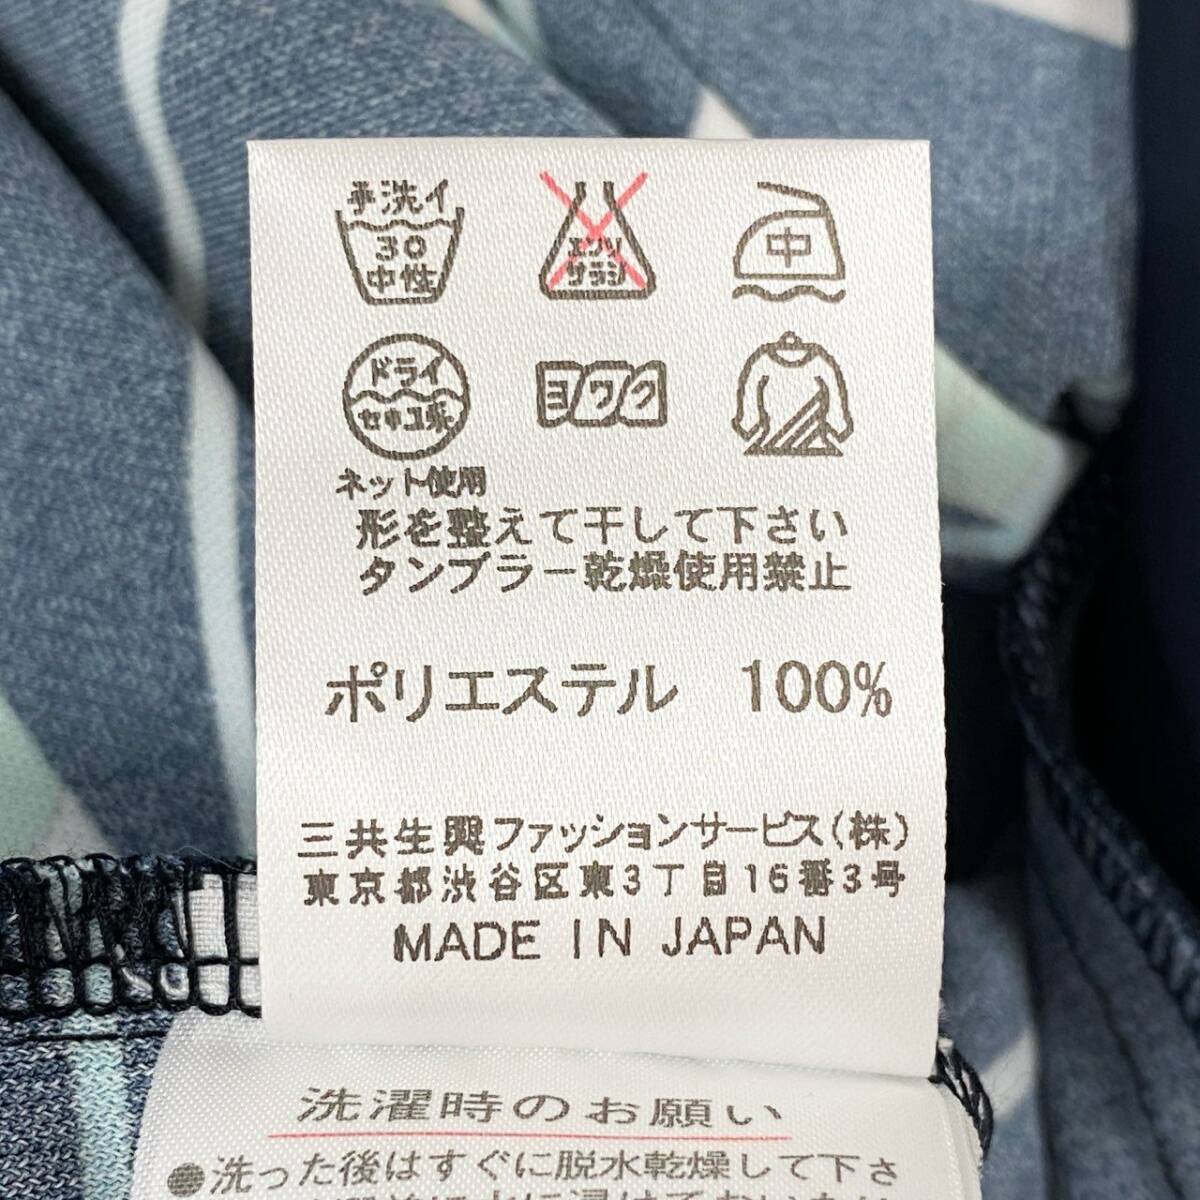 手洗イ
30
中性
エンソ
サラシ
中
ドライ
セキユ系
ヨワク
ネット使用
形を整えて干して下さい
タンブラー乾燥使用禁止
ポリエステル 100%
三共生興ファッションサービス(株)
東京都渋谷区東3丁目16番3号
MADE IN JAPAN
洗濯時のお願い
●洗った後はすぐに脱水乾燥して下さ